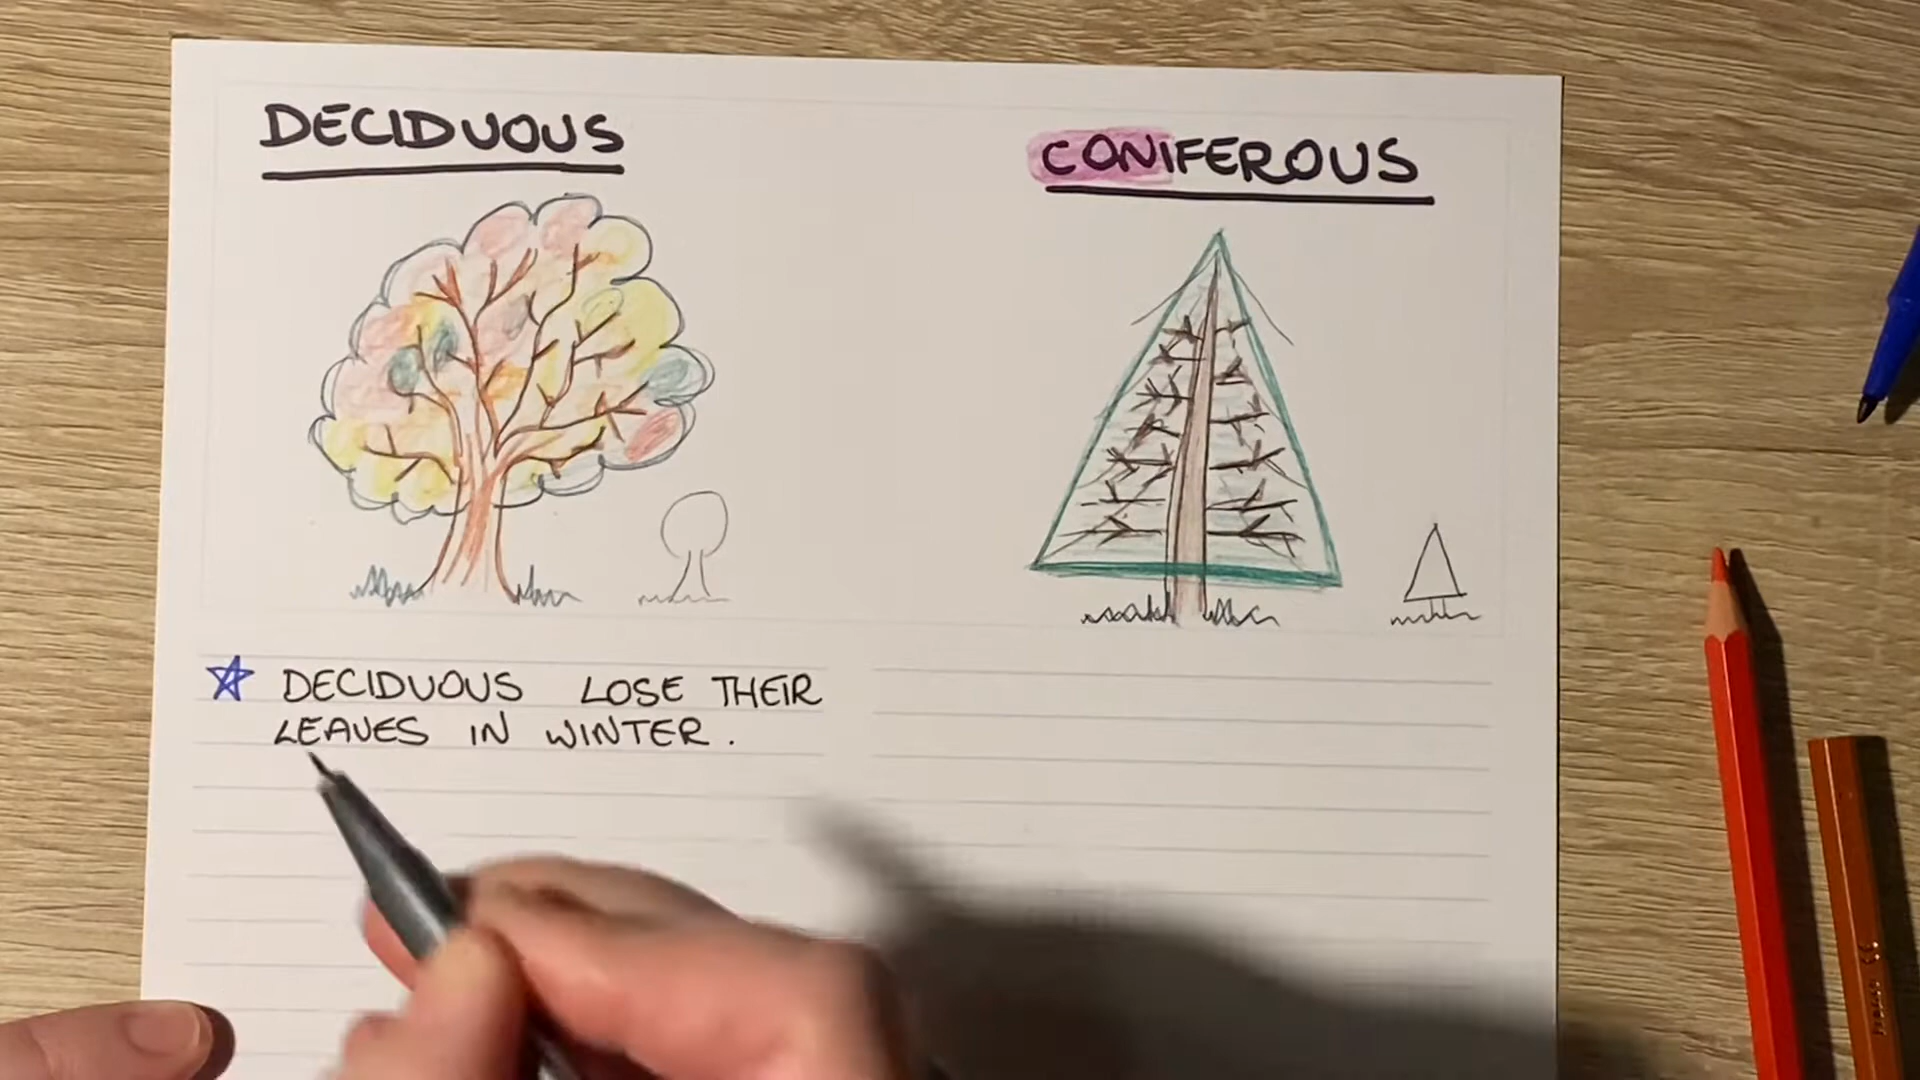 DECIDUOUS
CONIFEROUS
DECIDUOUS LOSE THEIR
LEAVES IN WINTER.